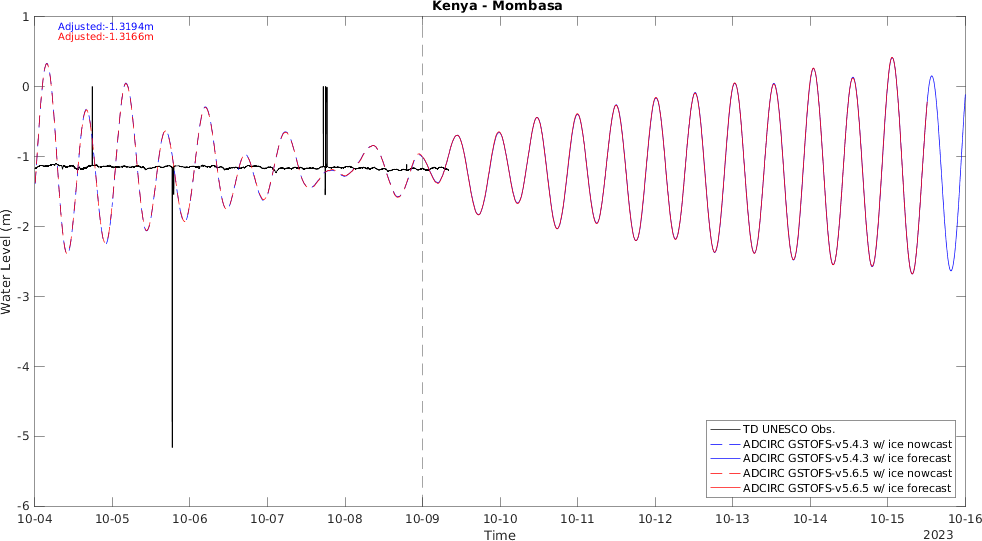 Kenya - Mombasa
Adjusted:-1.3194m
Adjusted:-1.3166m
1
0
-1
-2
-3
-4
-5
-6
Water Level (m)
TD UNESCO Obs.
ADCIRC GSTOFS-v5.4.3 w/ ice nowcast
ADCIRC GSTOFS-v5.4.3 w/ ice forecast
ADCIRC GSTOFS-v5.6.5 w/ ice nowcast
ADCIRC GSTOFS-v5.6.5 w/ ice forecast
10-04 10-05 10-06 10-07 10-08 10-09 10-10 10-11 10-12 10-13 10-14 10-15 10-16
Time
2023